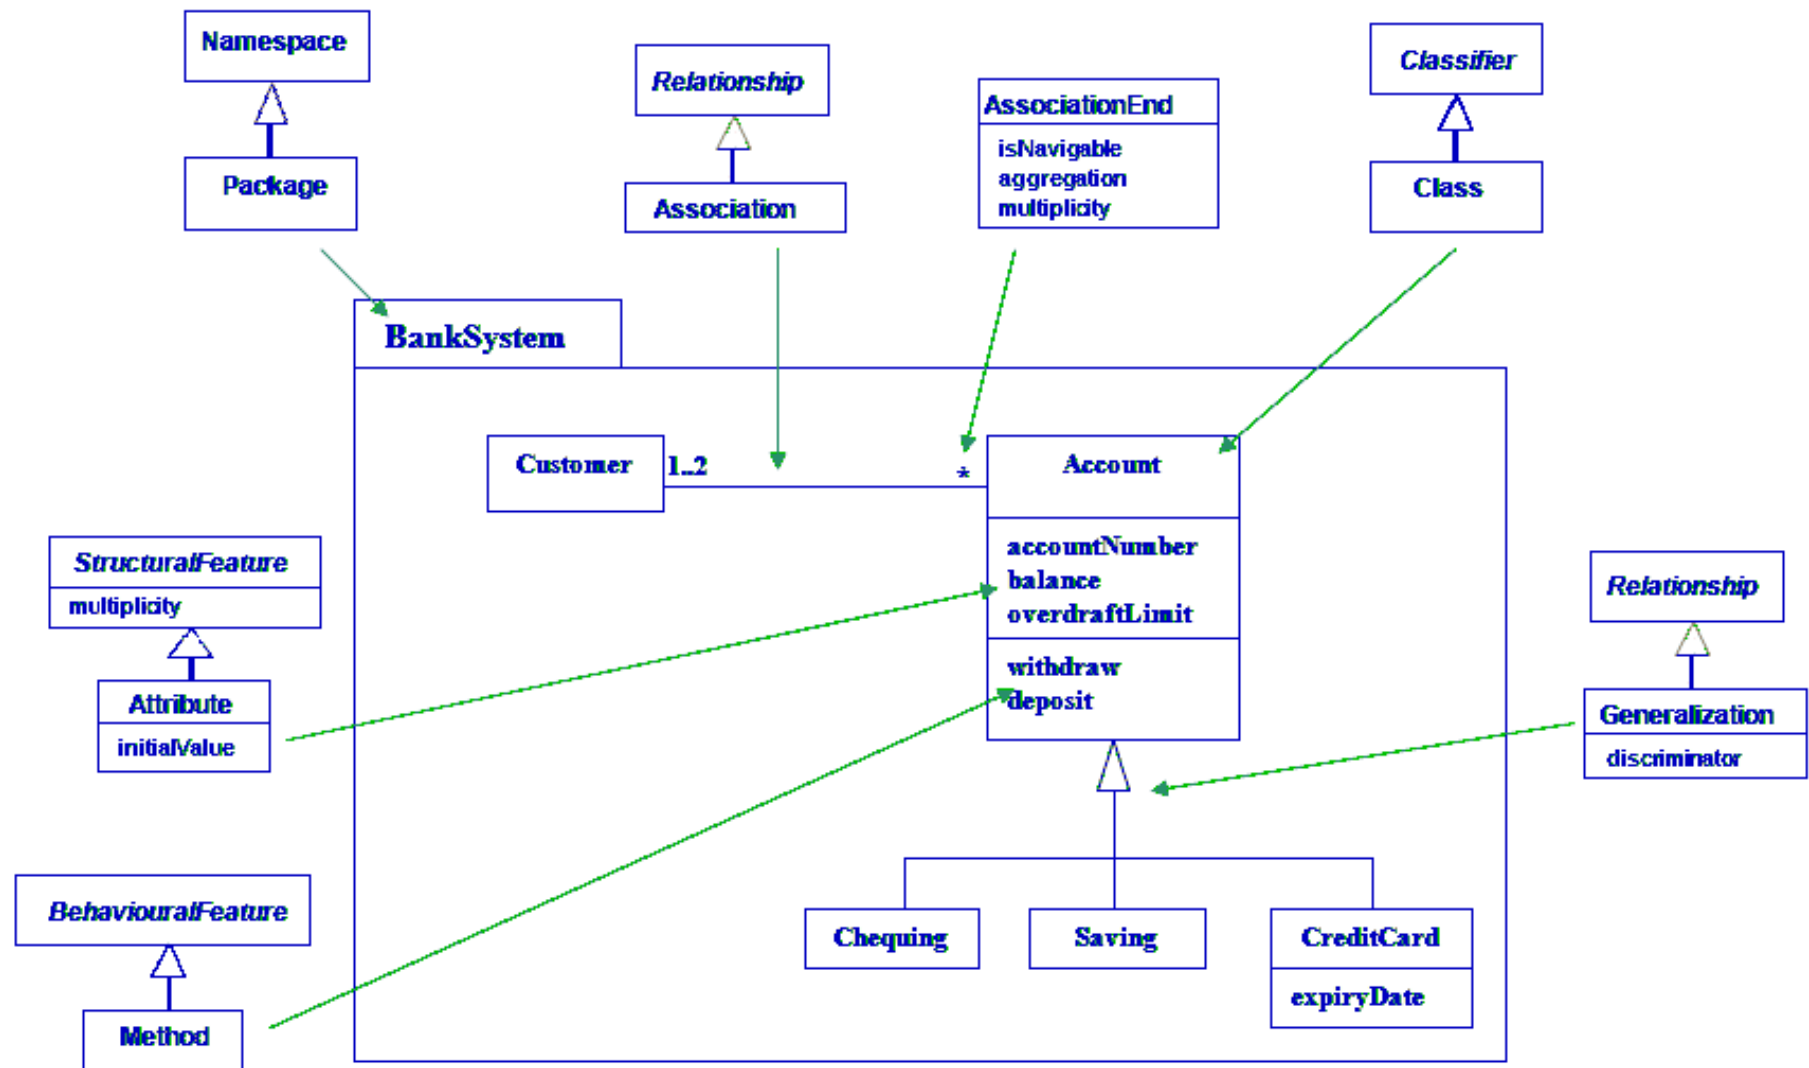 Namespace
Package
Relationship
Association
AssociationEnd
isNavigable
aggregation
multiplicity
Classifier
Class
BankSystem
Customer
1..2
*
Account
accountNumber
balance
overdraftLimit
withdraw
deposit
StructuralFeature
multiplicity
Attribute
initialValue
Relationship
Generalization
discriminator
BehaviouralFeature
Method
Chequing
Saving
CreditCard
expiryDate